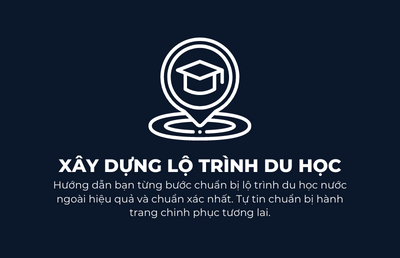 XÂY DỰNG LỘ TRÌNH DU HỌC
Hướng dẫn bạn từng bước chuẩn bị lộ trình du học nước
ngoài hiệu quả và chuẩn xác nhất. Tự tin chuẩn bị hành
trang chinh phục tương lai.